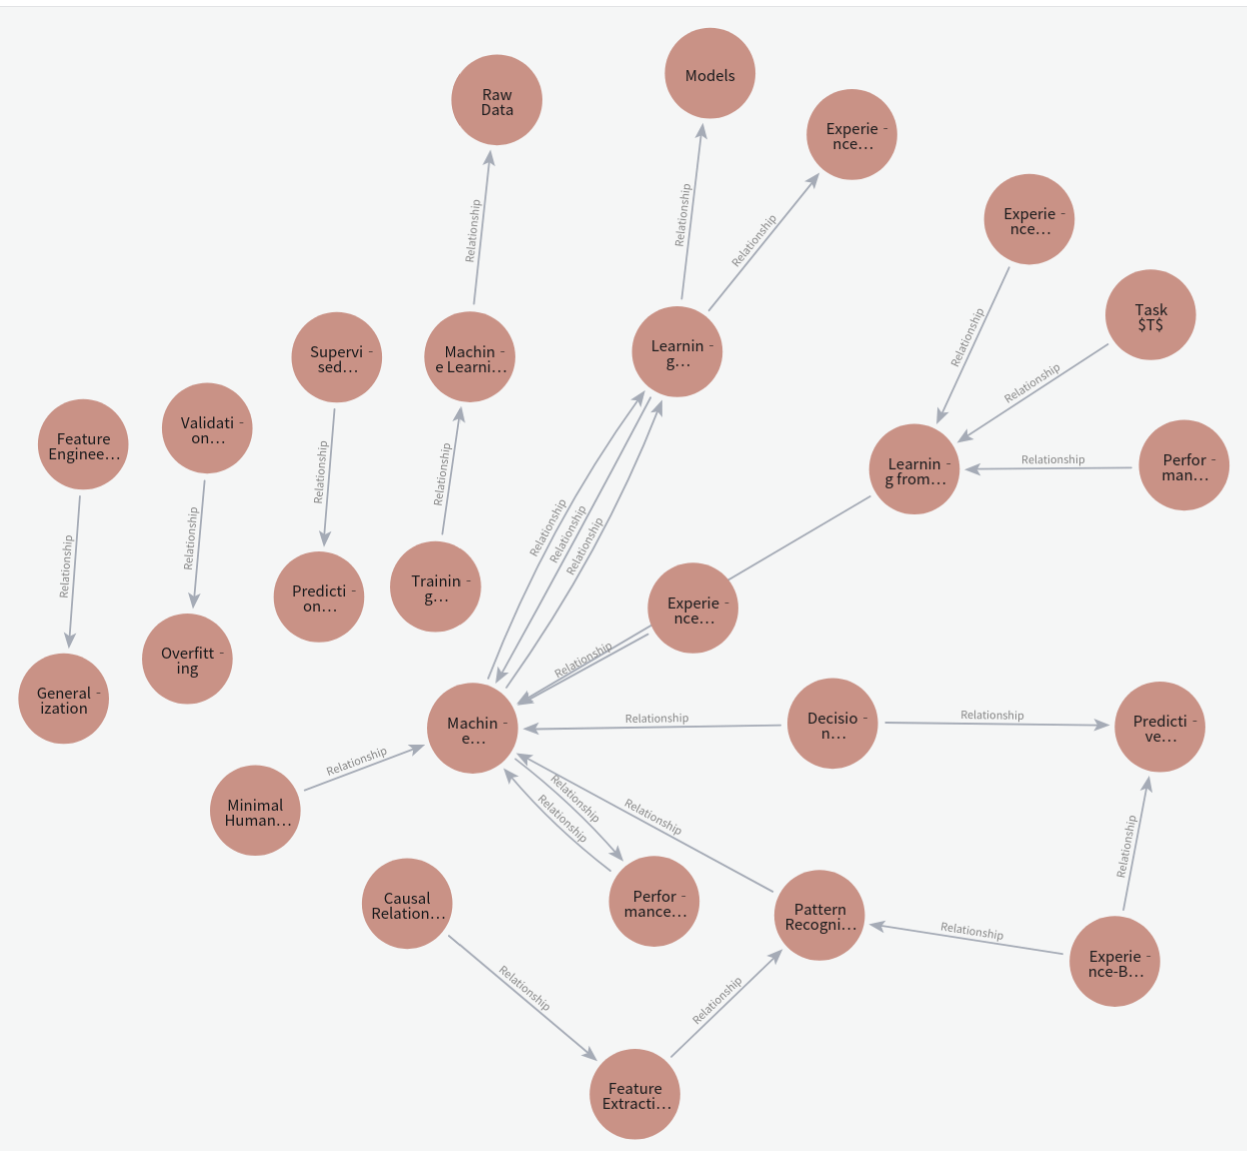 Models
Raw
Data
Experie -
nce...
Experie -
nce...
Relationship
Relationship
Relationship
Task
$T$
Relationship
Supervi -
sed...
Machin -
e Learni...
Learnin -
g...
Relationship
Validati -
on...
Feature
Enginee...
Relationship
Relationship
Learnin -
g from...
Relationship
Perfor -
man...
Relationship
Relationship
Relationship
Relationship
Relationship
Relationship
Trainin -
g...
Predicti -
on...
Experie -
nce...
Overfitt -
ing
General -
ization
Relationship
Machin -
e...
Relationship
Decisio -
n...
Relationship
Predicti -
ve...
Relationship
Minimal
Human...
Relationship
Relationship
Relationship
Relationship
Causal
Relation...
Perfor -
mance...
Pattern
Recogni...
Relationship
Experie -
nce-B...
Relationship
Relationship
Feature
Extracti...